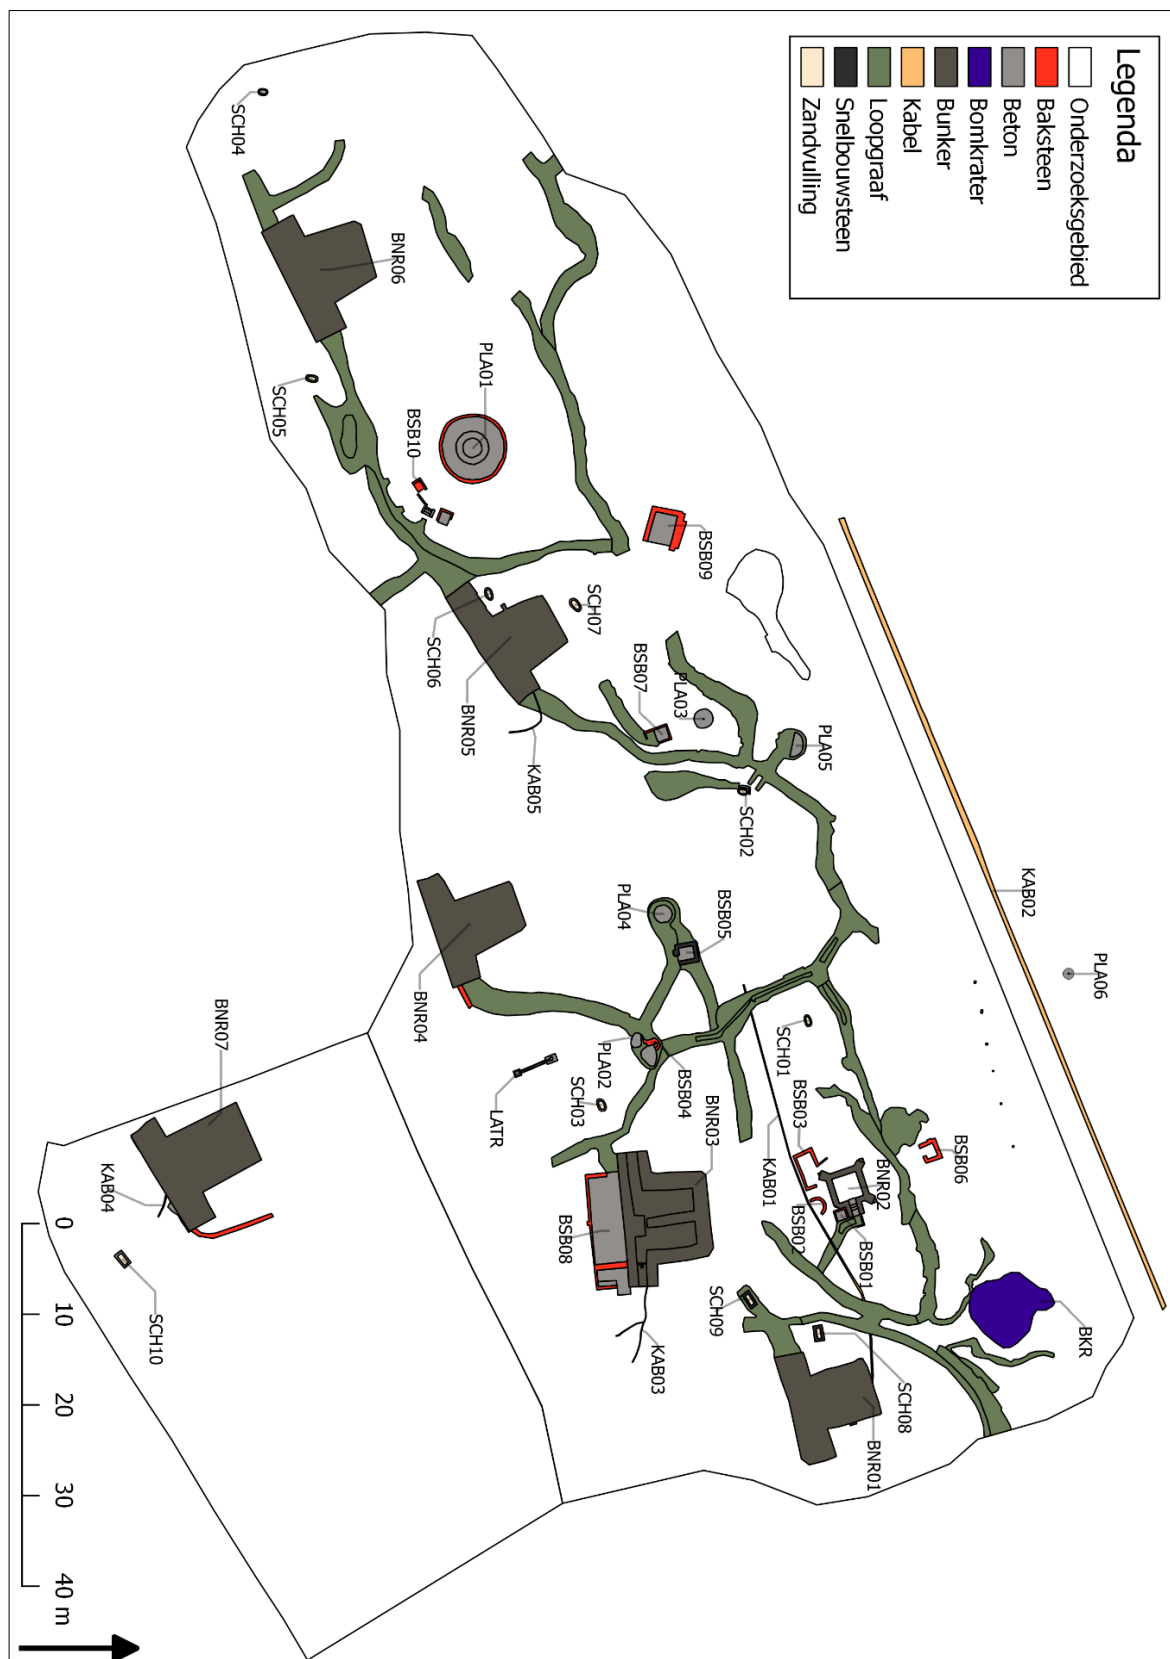 Legenda
Onderzoeksgebied
Baksteen
Beton
Bomkrater
Bunker
Kabel
Loopgraaf
Snelbouwsteen
Zandvulling
SCH04
BNR06
SCH05
PLA01
BSB10
BSB09
SCH07
SCH06
BNR05
KAB05
BSB07
PLA03
PLA05
SCH02
KAB02
PLA06
PLA04
BSB05
BNR04
SCH01
PLA02
BSB04
LATR
SCH03
BNR03
BSB03
KAB01
BNR02
BSB06
BSB02
BSB01
BNR07
KAB04
SCH10
BSB08
KAB03
SCH09
BKR
SCH08
BNR01
0
10
20
30
40 m